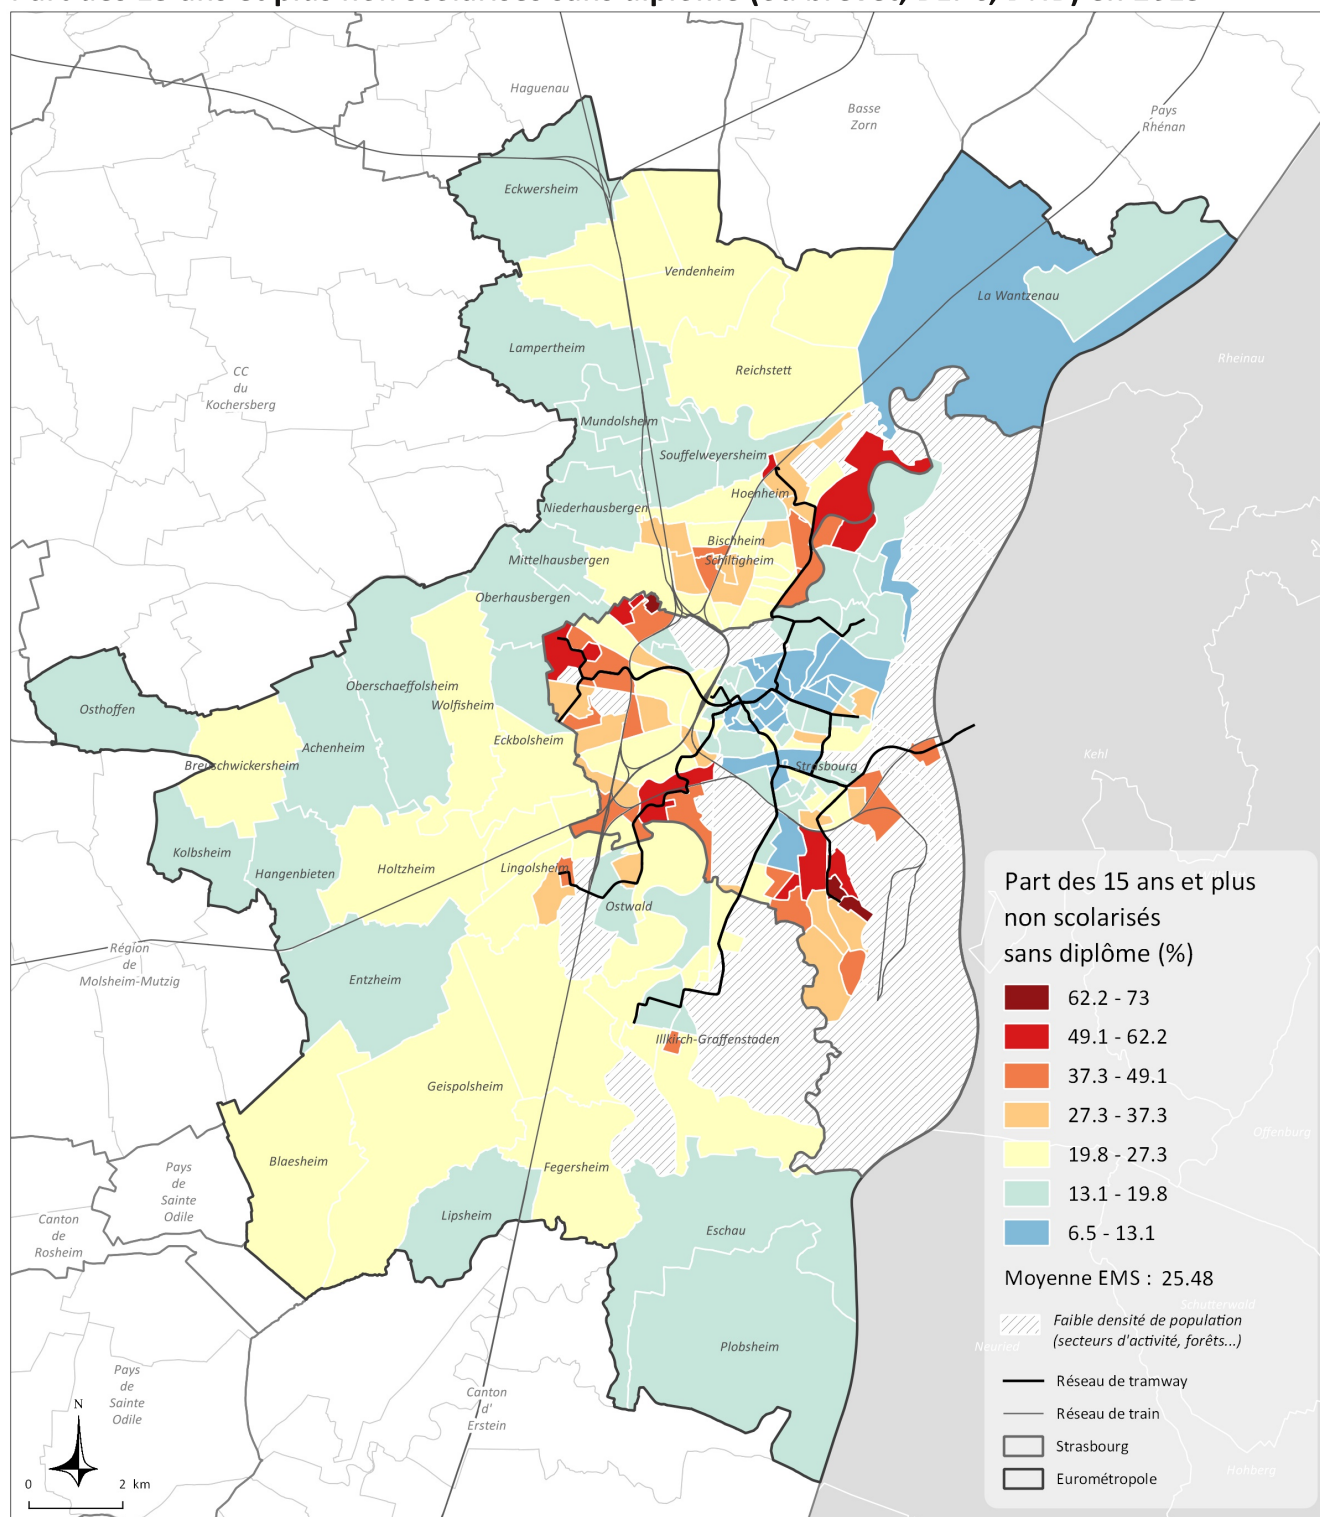 Haguenau
Basse
Zorn
Pays
Rhénan
Eckwersheim
Vendenheim
La Wantzenau
Lampertheim
Rheinau
Reichstett
CC
du
Kochersberg
Mundolsheim
Souffelweyersheim
Hoenheim
Niederhausbergen
Bischheim
Schiltigheim
Mittelhausbergen
Oberhausbergen
Oberschaeffolsheim
Wolfisheim
Osthoffen
Eckbolsheim
Achenheim
Breuschwickersheim
Strasbourg
Kehl
Kolbsheim
Hangenbieten
Holtzheim
Lingolsheim
Ostwald
Région
de
Molsheim-Mutzig
Entzheim
Illkirch-Graffenstaden
Geispolsheim
Blaesheim
Fegersheim
Lipsheim
Eschau
Plobsheim
Pays
de
Sainte
Odile
Canton
de
Rosheim
Pays
de
Sainte
Odile
Canton
d'
Erstein
N
0 2 km
Part des 15 ans et plus
non scolarisés
sans diplôme (%)
62.2 - 73
49.1 - 62.2
37.3 - 49.1
27.3 - 37.3
19.8 - 27.3
13.1 - 19.8
6.5 - 13.1
Moyenne EMS : 25.48
Faible densité de population
(secteurs d'activité, forêts...)
Réseau de tramway
Réseau de train
Strasbourg
Eurométropole
Offenburg
Schutterwald
Neuried
Hohberg